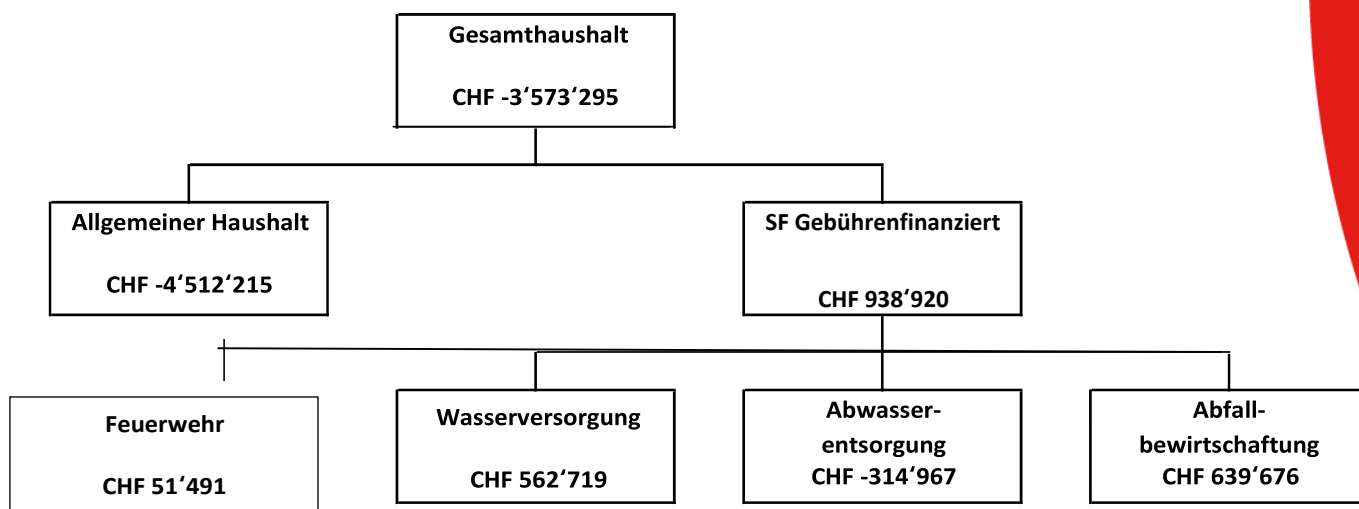 Gesamthaushalt
CHF -3‘573‘295
Allgemeiner Haushalt
CHF -4‘512‘215
SF Gebührenfinanziert
CHF 938‘920
Feuerwehr
CHF 51‘491
Wasserversorgung
CHF 562‘719
Abwasser-
entsorgung
CHF -314‘967
Abfall-
bewirtschaftung
CHF 639‘676